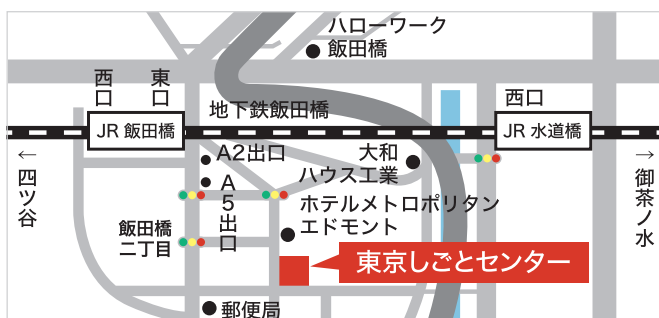 ハローワーク
飯田橋
西口
東口
地下鉄飯田橋
西口
JR 飯田橋
JR 水道橋
← 四ツ谷
A2出口
大和
ハウス工業
→ 御茶ノ水
A5出口
ホテルメトロポリタン
エドモント
飯田橋
二丁目
東京しごとセンター
郵便局